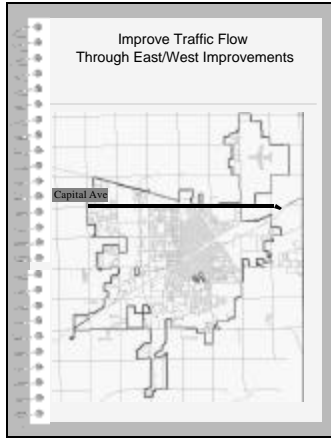 Improve Traffic Flow
Through East/West Improvements
Capital Ave